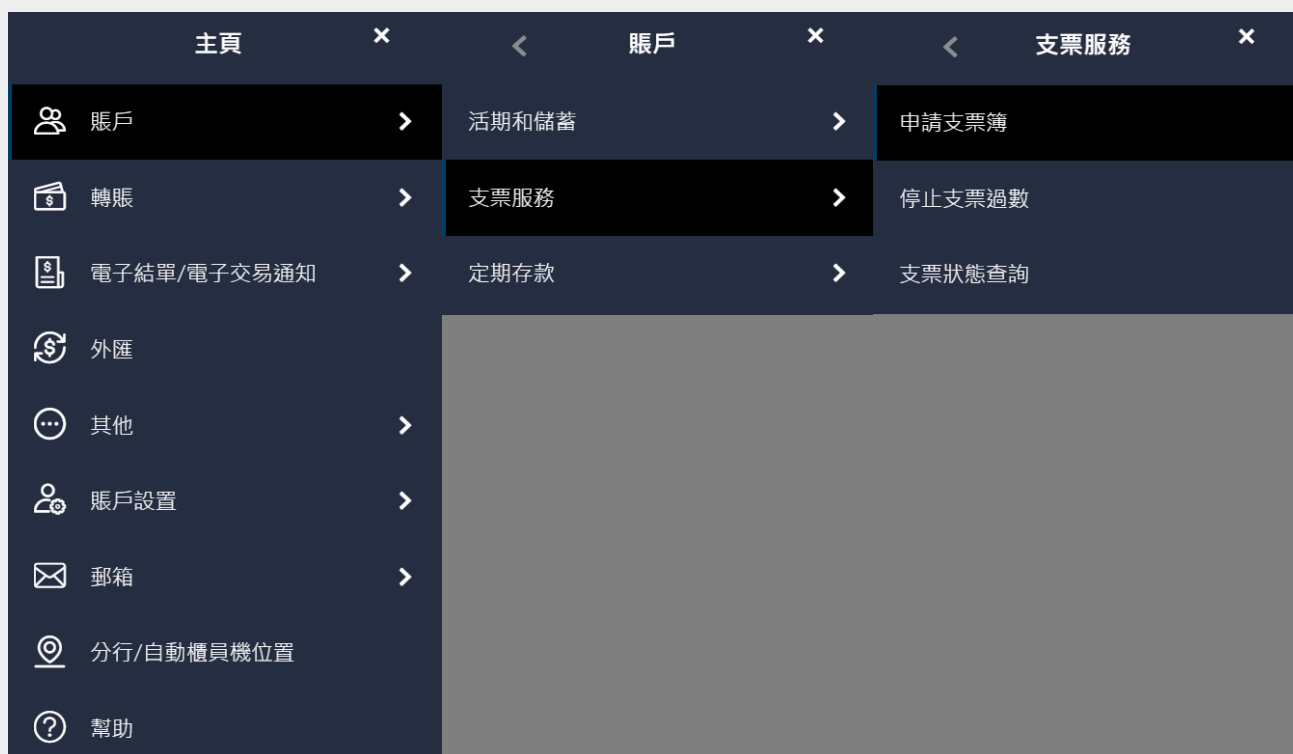 主頁
賬戶
轉賬
電子結單/電子交易通知
外匯
其他
賬戶設置
郵箱
分行/自動櫃員機位置
幫助
賬戶
活期和儲蓄
支票服務
定期存款
支票服務
申請支票簿
停止支票過數
支票狀態查詢